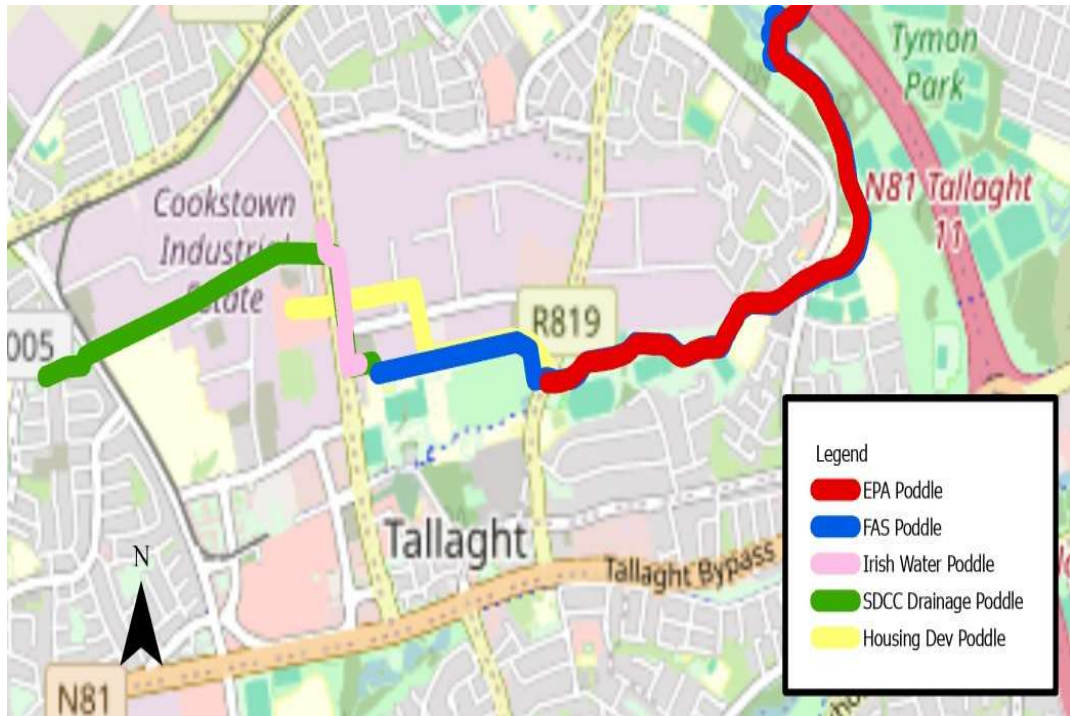 Tymon
Park
Cookstown
Industrial
Estate
N81 Tallaght
11
R819
005
Tallaght
Tallaght Bypass
N
N81
Legend
EPA Poddle
FAS Poddle
Irish Water Poddle
SDCC Drainage Poddle
Housing Dev Poddle